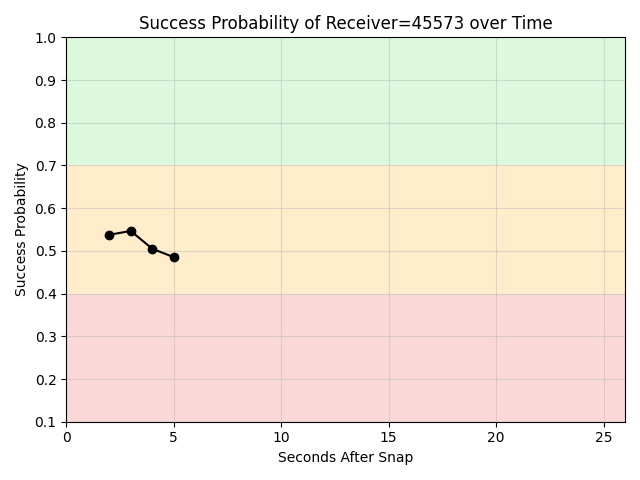 Success Probability of Receiver=45573 over Time
1.0
0.9
0.8
0.7
0.6
0.5
0.4
0.3
0.2
0.1
Success Probability
0 5 10 15 20 25
Seconds After Snap